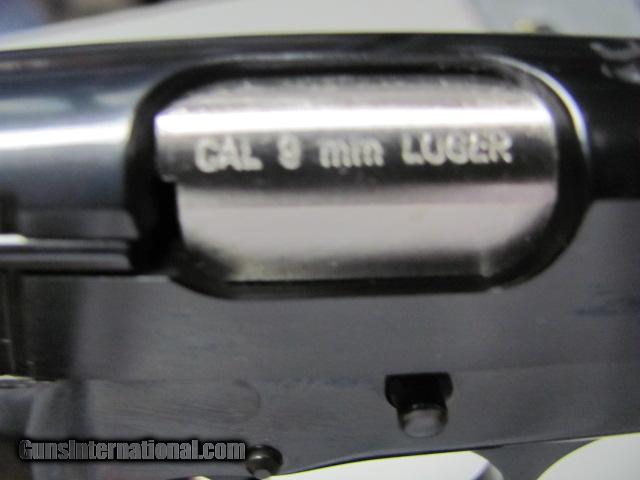 CAL 9 mm LUGER
GunsInternational.com